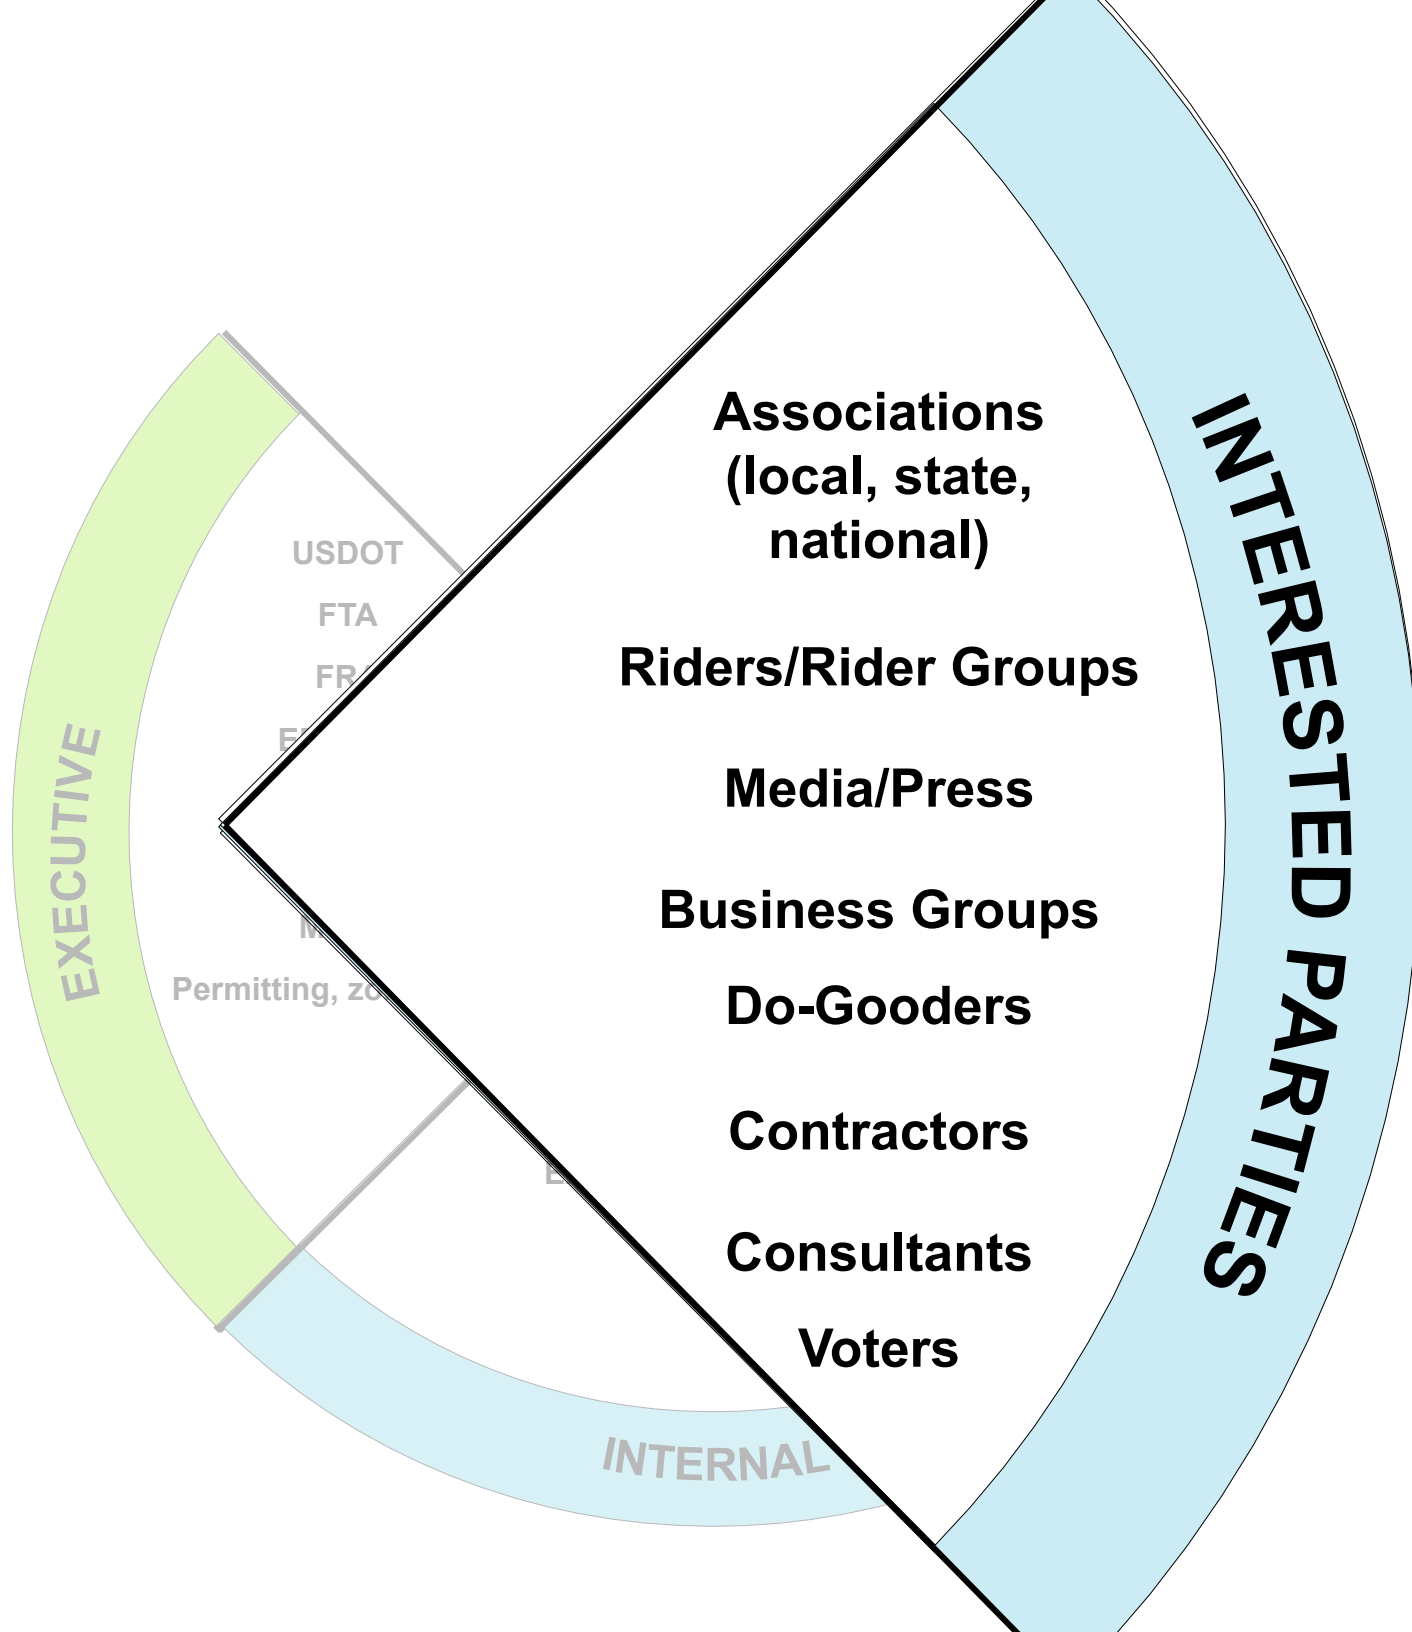 Associations
(local, state,
national)
Riders/Rider Groups
Media/Press
Business Groups
Do-Gooders
Contractors
Consultants
Voters
INTERESTED PARTIES
USDOT
FTA
Permitting,
EXECUTIVE
INTERNAL